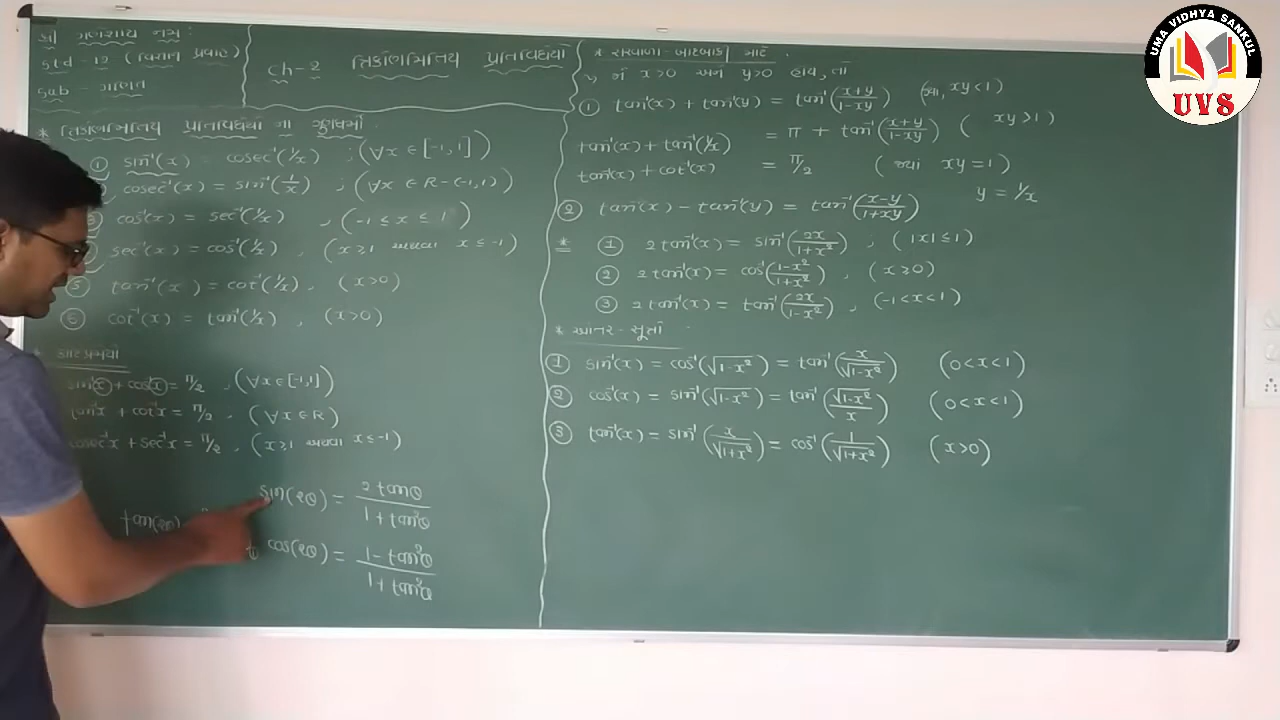 શ્રી ગણેશાય નમઃ
Std - 12 (વિજ્ઞાન પ્રવાહ)
Sub - ગણિત
Ch-2 ત્રિકોણમિતિય પ્રતિવિધેયો
* ત્રિકોણમિતિય પ્રતિવિધેયો ના ગુણધર્મો
① sin⁻¹(x) = cosec⁻¹(1/x) ; (∀x ∈ [-1,1])
cosec⁻¹(x) = sin⁻¹(1/x) ; (∀x ∈ R-(-1,1))
cos⁻¹(x) = sec⁻¹(1/x) , (-1 ≤ x ≤ 1)
sec⁻¹(x) = cos⁻¹(1/x) , (x≥1 અથવા x ≤ -1)
⑤ tan⁻¹(x) = cot⁻¹(1/x) , (x>0)
⑥ cot⁻¹(x) = tan⁻¹(1/x) , (x>0)
*
sin⁻¹(x) + cos⁻¹(x) = π/2 , (∀x ∈ [-1,1])
tan⁻¹x + cot⁻¹x = π/2 , (∀x ∈ R)
cosec⁻¹x + sec⁻¹x = π/2 , (x≥1 અથવા x ≤ -1)
sin(2θ) = 2tanθ / 1+tan²θ
tan(2θ)
cos(2θ) = 1-tan²θ / 1+tan²θ
* સરવાળા - બાદબાકી માટે .
→ જો x>0 અને y>0 હોય, તો
① tan⁻¹(x) + tan⁻¹(y) = tan⁻¹(x+y / 1-xy) (જ્યાં, xy<1)
= π + tan⁻¹(x+y / 1-xy) ( xy>1)
tan⁻¹(x) + tan⁻¹(1/x)
tan⁻¹(x) + cot⁻¹(x) = π/2 (જ્યાં xy=1)
y = 1/x
② tan⁻¹(x) - tan⁻¹(y) = tan⁻¹(x-y / 1+xy)
* ① 2tan⁻¹(x) = sin⁻¹(2x / 1+x²) ; (|x| ≤ 1)
② 2tan⁻¹(x) = cos⁻¹(1-x² / 1+x²) , (x≥0)
③ 2tan⁻¹(x) = tan⁻¹(2x / 1-x²) , (-1<x<1)
* આંતર - સૂત્રો .
① sin⁻¹(x) = cos⁻¹(√1-x²) = tan⁻¹(x / √1-x²) (0<x<1)
② cos⁻¹(x) = sin⁻¹(√1-x²) = tan⁻¹(√1-x² / x) (0<x<1)
③ tan⁻¹(x) = sin⁻¹(x / √1+x²) = cos⁻¹(1 / √1+x²) (x>0)
UMA VIDHYA SANKUL
UVS